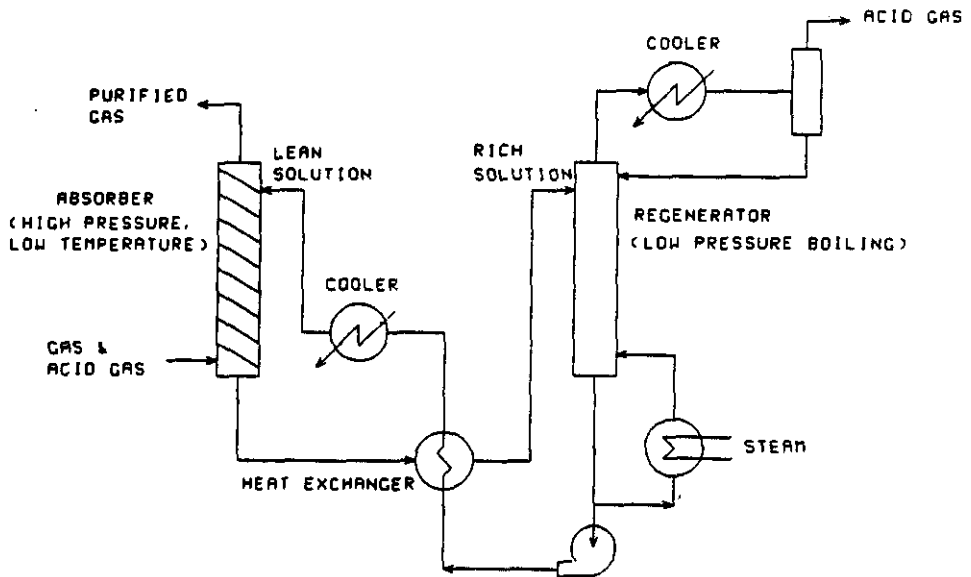 ACID GAS
COOLER
PURIFIED
GAS
LEAN
SOLUTION
RICH
SOLUTION
ABSORBER
(HIGH PRESSURE,
LOW TEMPERATURE)
REGENERATOR
(LOW PRESSURE BOILING)
COOLER
GAS &
ACID GAS
STEAM
HEAT EXCHANGER